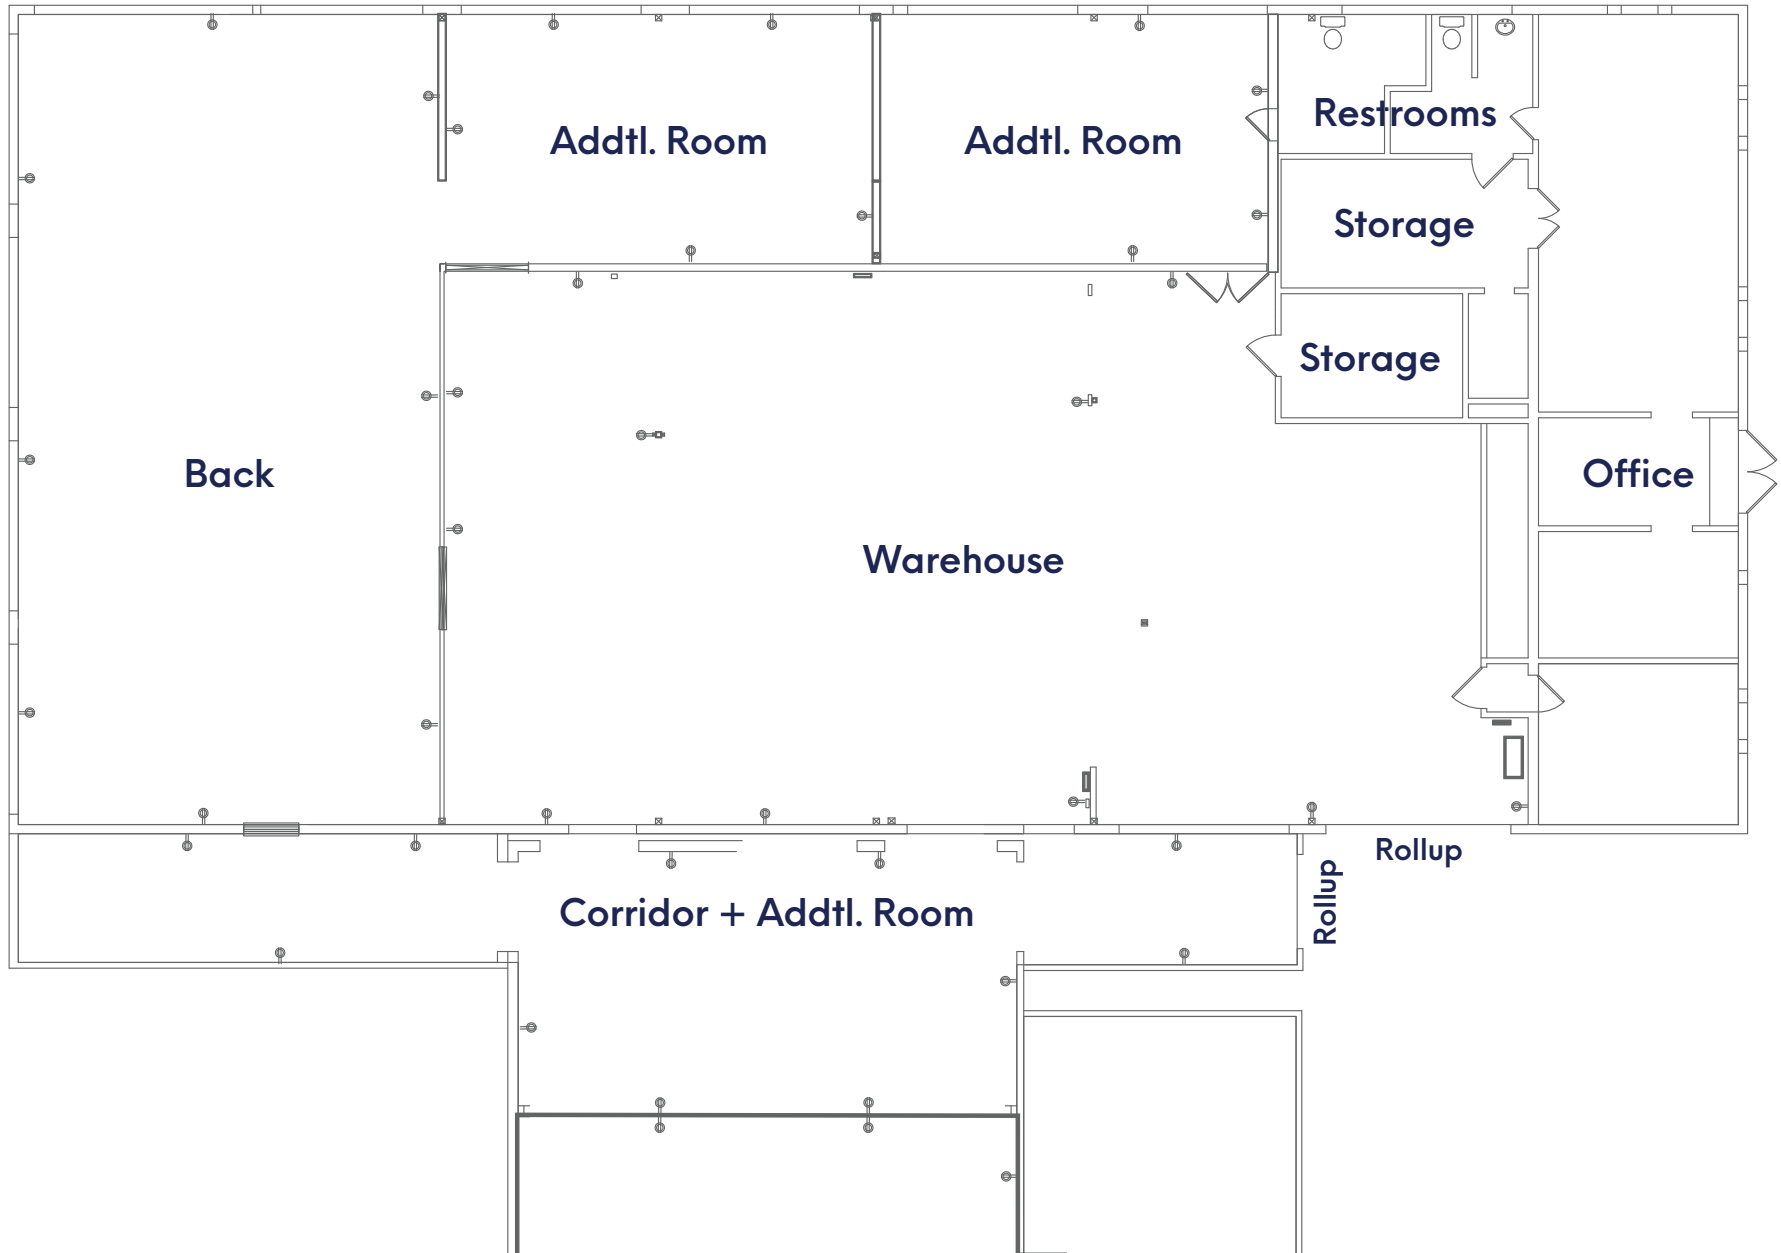 Restrooms
Addtl. Room
Addtl. Room
Storage
Storage
Back
Office
Warehouse
Rollup
Rollup
Corridor + Addtl. Room